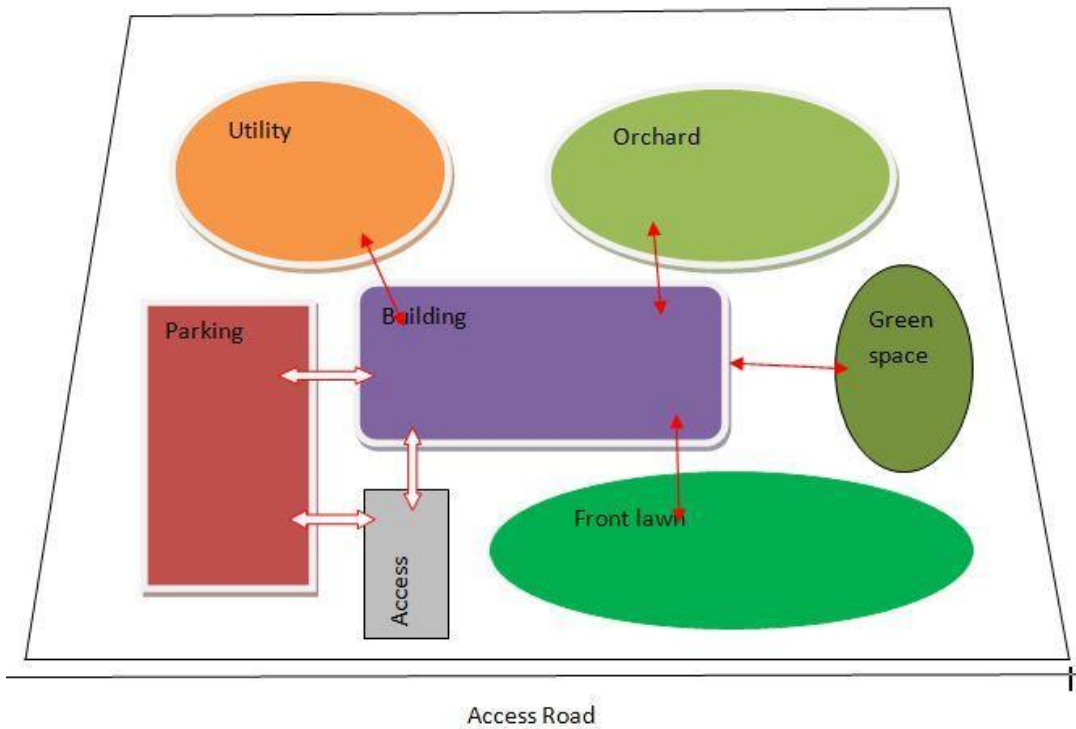 Utility
Orchard
Building
Parking
Green
space
Front lawn
Access
Access Road